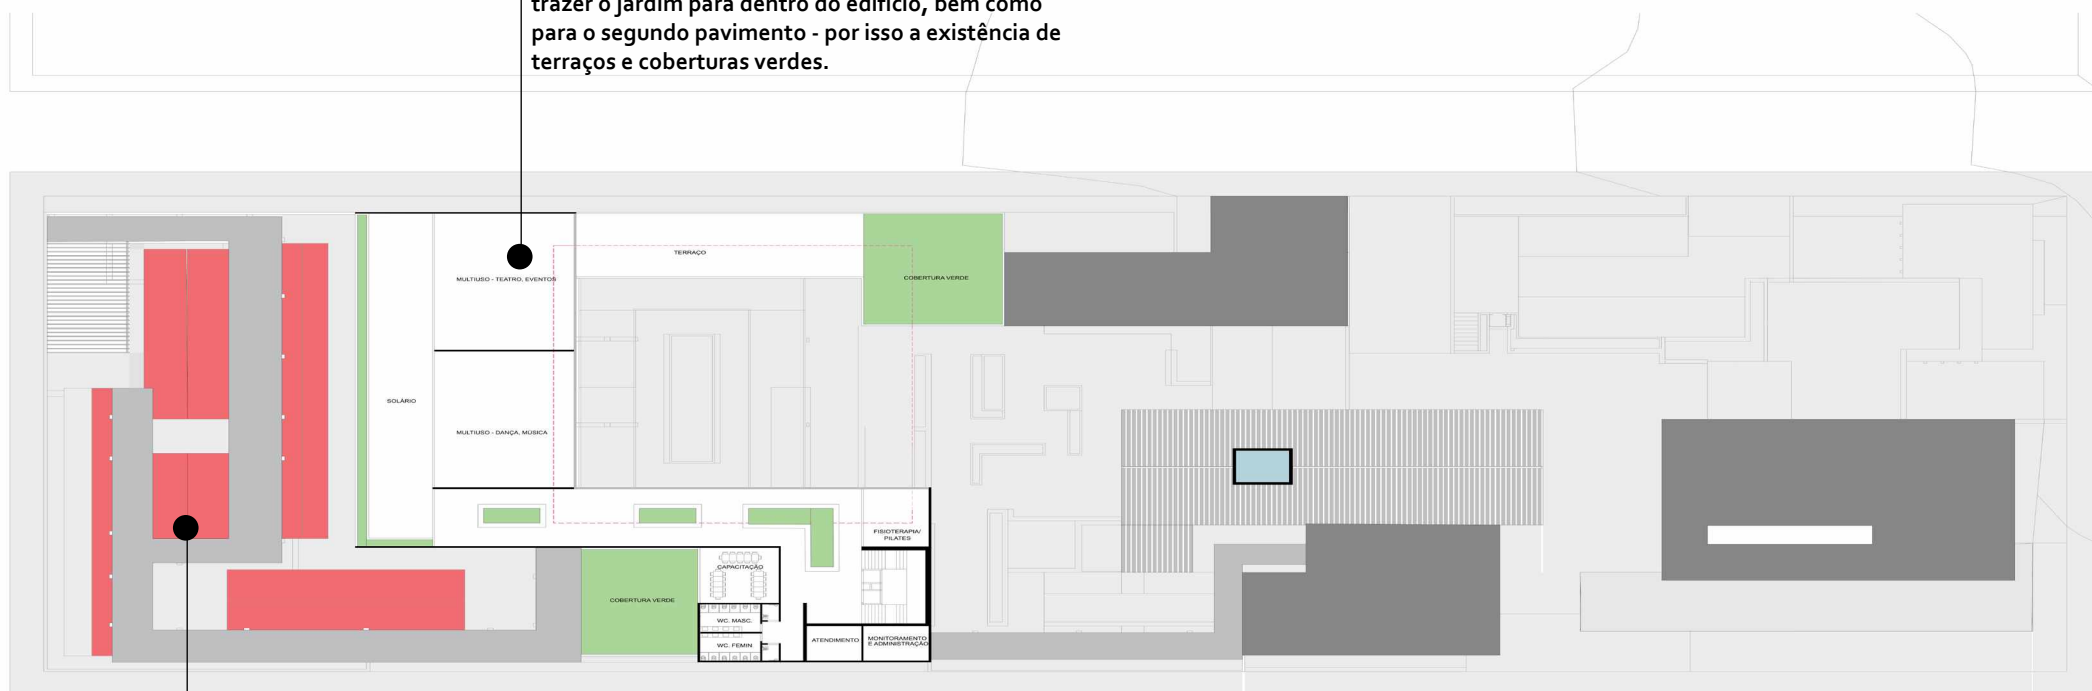 trazer o jardim para dentro do edifício, bem como
para o segundo pavimento - por isso a existência de
terraços e coberturas verdes.
TERRAÇO
MULTIUSO - TEATRO, EVENTOS
COBERTURA VERDE
SOLÁRIO
MULTIUSO - DANÇA, MÚSICA
FISIOTERAPIA/
PILATES
CAPACITAÇÃO
COBERTURA VERDE
WC. MASC.
ATENDIMENTO
MONITORAMENTO
E ADMINISTRAÇÃO
WC. FEMIN